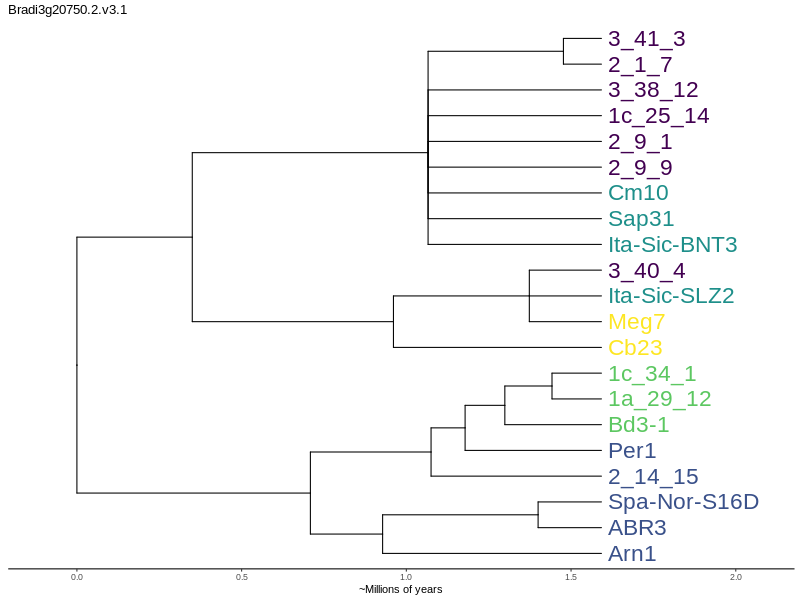 Bradi3g20750.2.v3.1
3_41_3
2_1_7
3_38_12
1c_25_14
2_9_1
2_9_9
Cm10
Sap31
Ita-Sic-BNT3
3_40_4
Ita-Sic-SLZ2
Meg7
Cb23
1c_34_1
1a_29_12
Bd3-1
Per1
2_14_15
Spa-Nor-S16D
ABR3
Arn1
0.0 0.5 1.0 1.5 2.0
~Millions of years